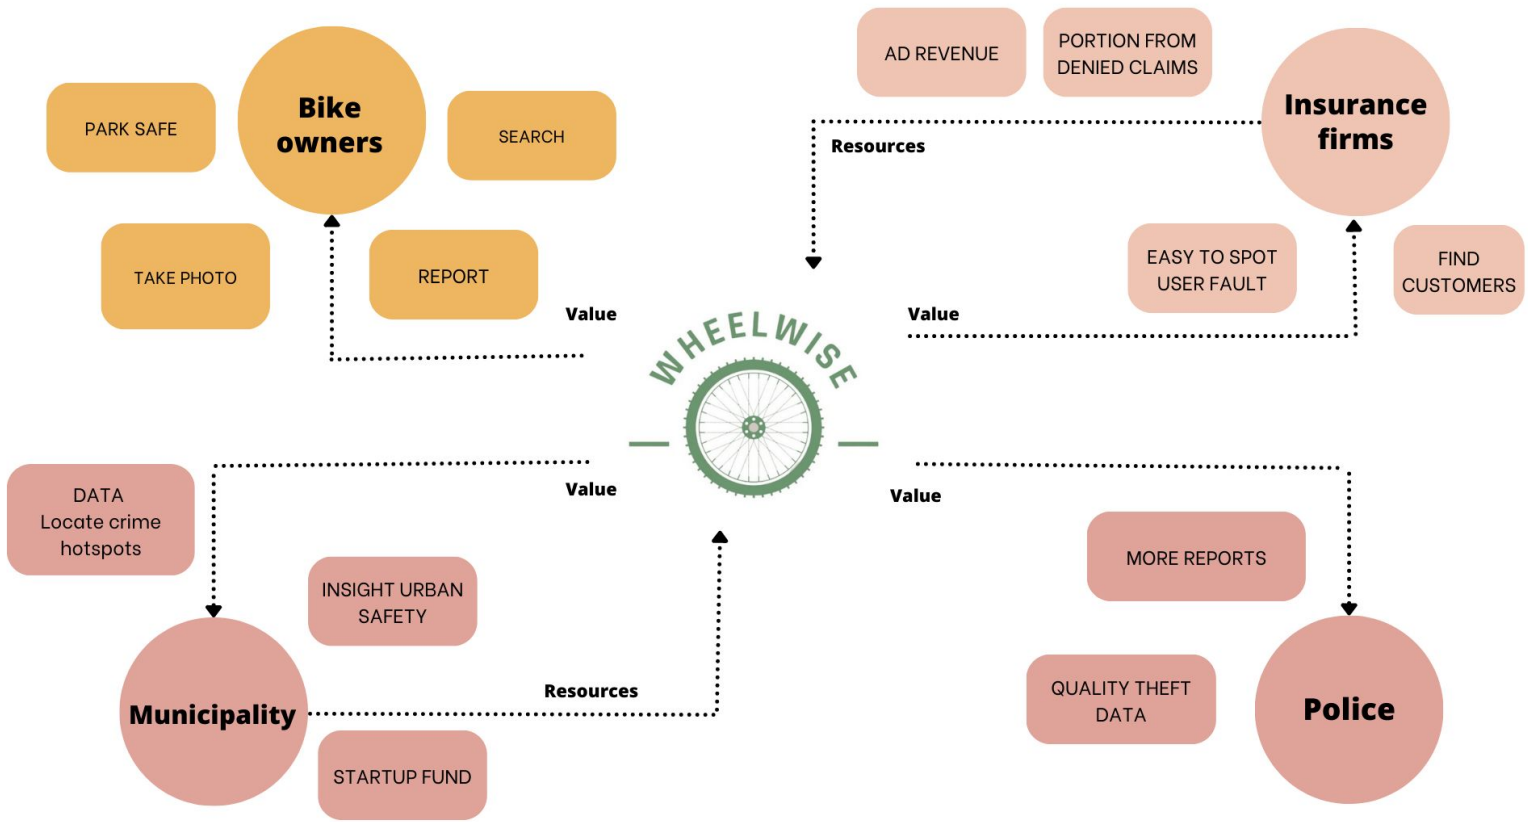 Bike
owners
PARK SAFE
SEARCH
TAKE PHOTO
REPORT
Value
AD REVENUE
PORTION FROM
DENIED CLAIMS
Insurance
firms
Resources
EASY TO SPOT
USER FAULT
FIND
CUSTOMERS
Value
WHEELWISE
DATA
Locate crime
hotspots
Value
INSIGHT URBAN
SAFETY
Municipality
Resources
STARTUP FUND
Value
MORE REPORTS
QUALITY THEFT
DATA
Police